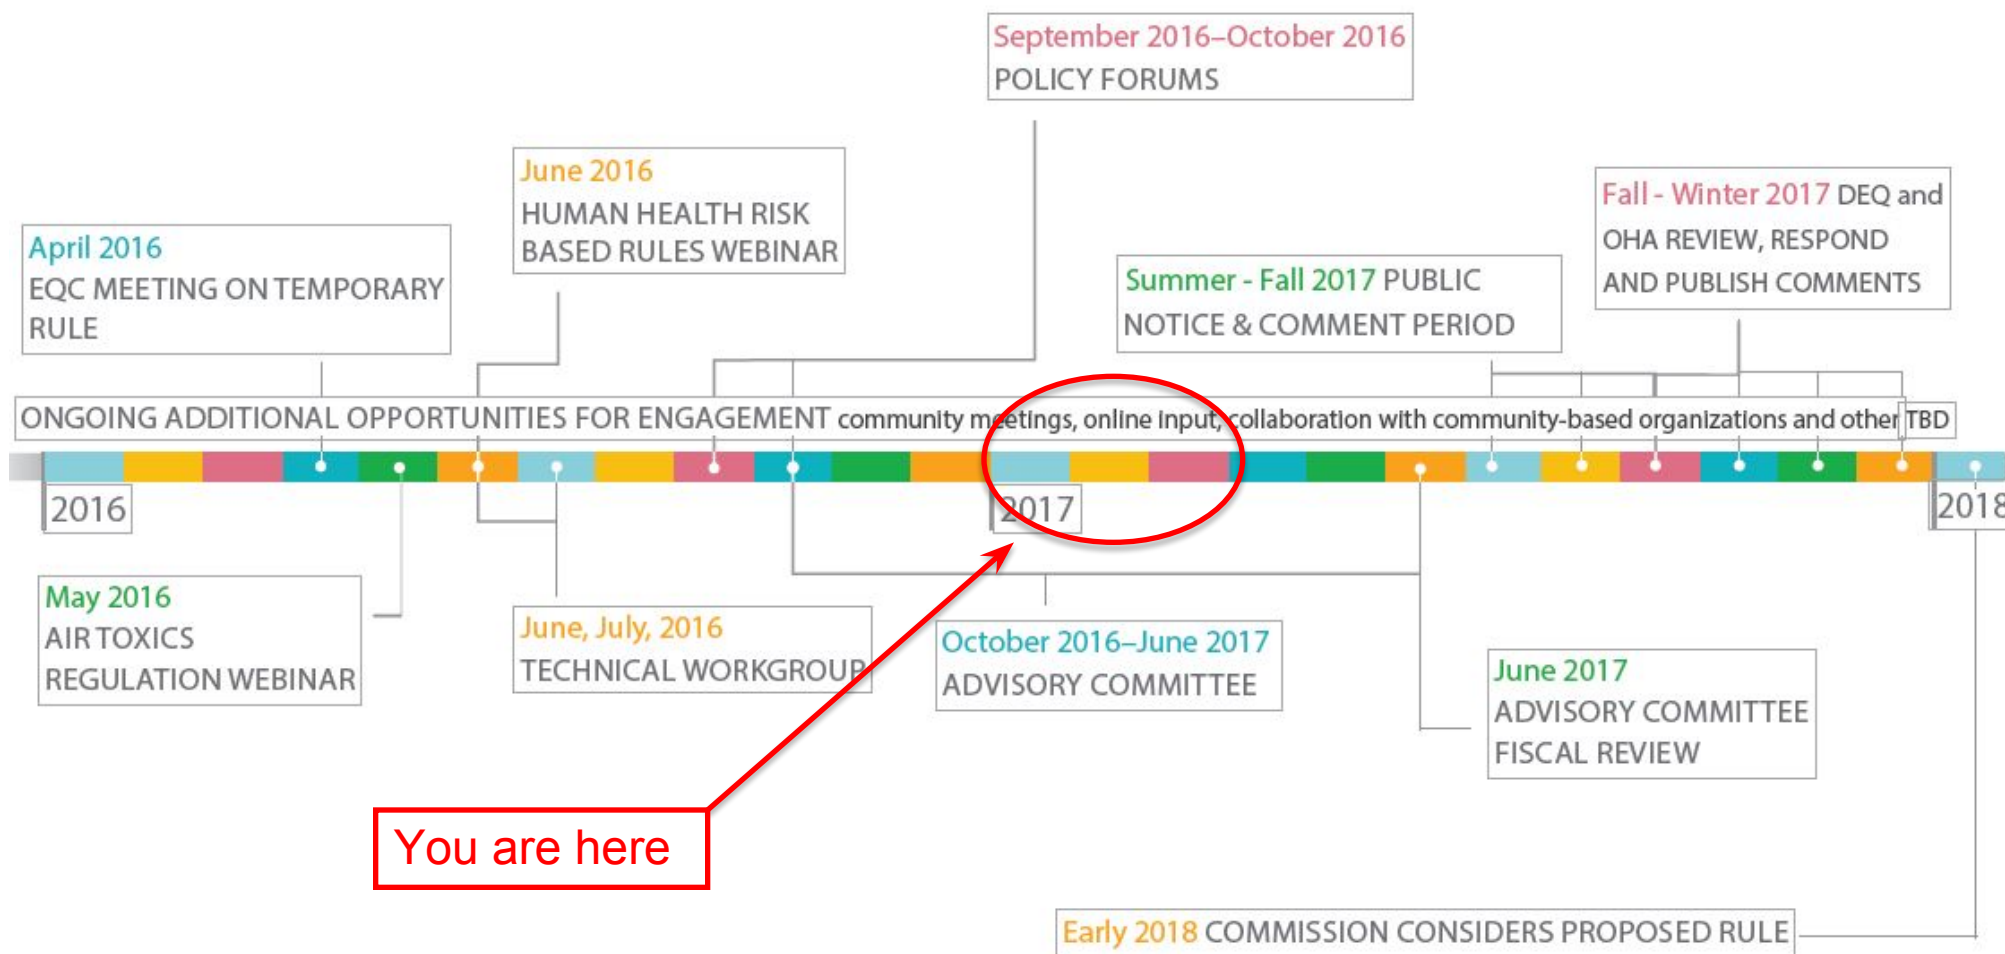 September 2016–October 2016
POLICY FORUMS
June 2016
HUMAN HEALTH RISK
BASED RULES WEBINAR
Fall - Winter 2017 DEQ and
OHA REVIEW, RESPOND
AND PUBLISH COMMENTS
April 2016
EQC MEETING ON TEMPORARY
RULE
Summer - Fall 2017 PUBLIC
NOTICE & COMMENT PERIOD
ONGOING ADDITIONAL OPPORTUNITIES FOR ENGAGEMENT community meetings, online input, collaboration with community-based organizations and other TBD
2016
2017
2018
May 2016
AIR TOXICS
REGULATION WEBINAR
June, July, 2016
TECHNICAL WORKGROUP
October 2016–June 2017
ADVISORY COMMITTEE
June 2017
ADVISORY COMMITTEE
FISCAL REVIEW
You are here
Early 2018 COMMISSION CONSIDERS PROPOSED RULE